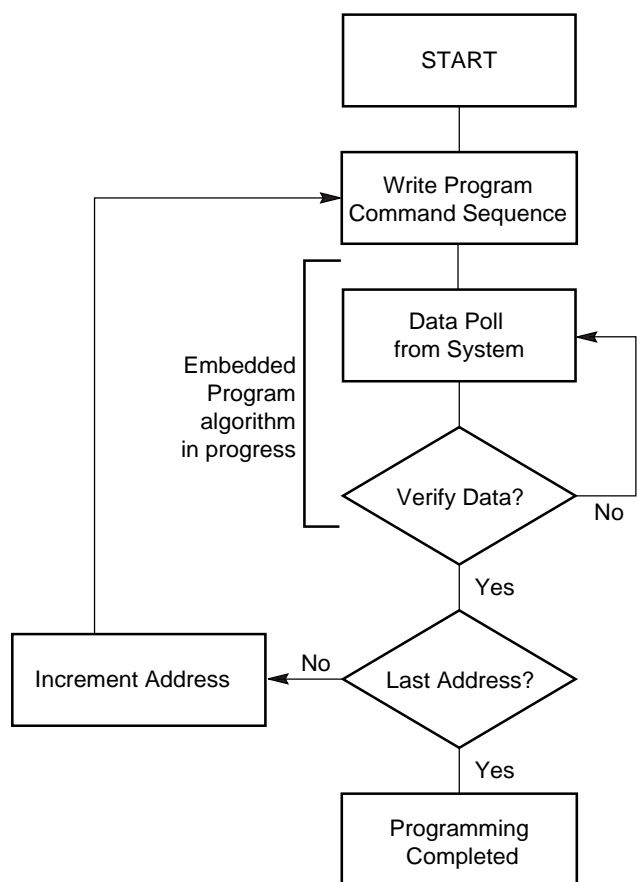 START
Write Program
Command Sequence
Data Poll
from System
Embedded
Program
algorithm
in progress
Verify Data?
No
Yes
No
Increment Address
Last Address?
Yes
Programming
Completed